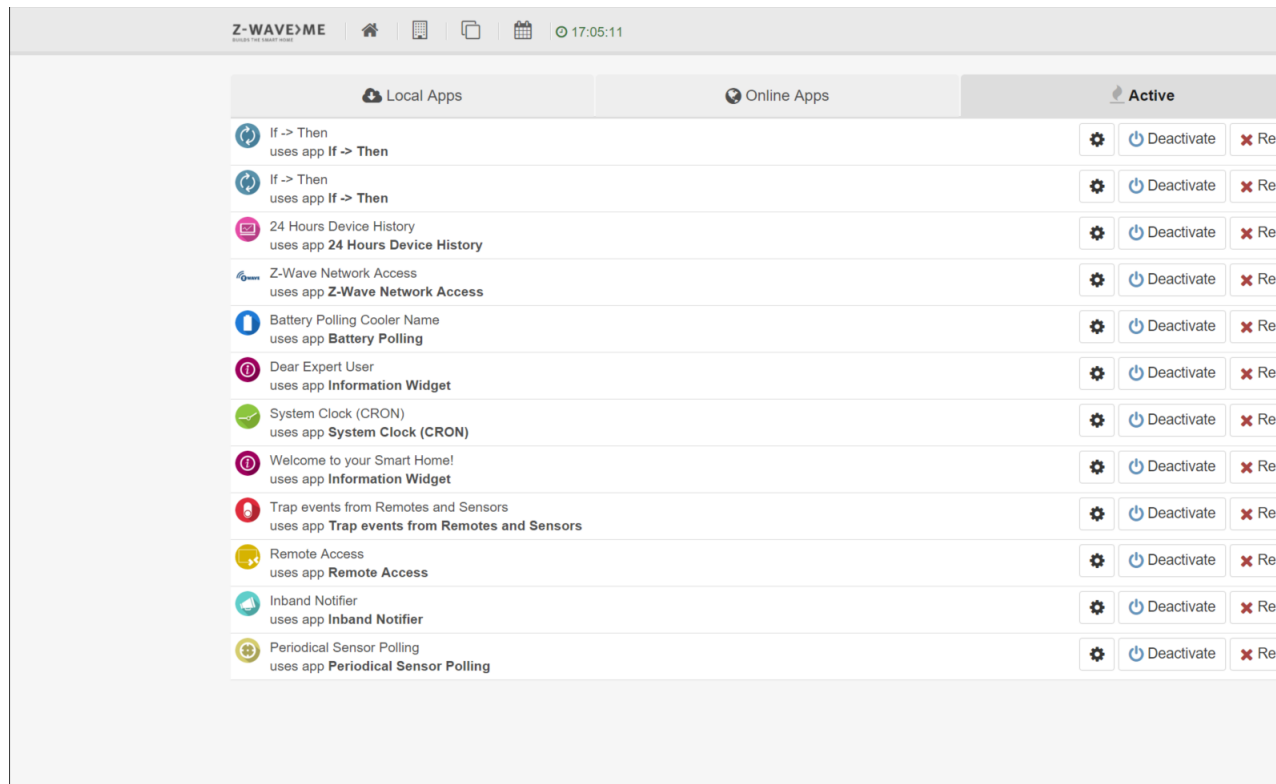 Z-WAVE>ME
BUILDS THE SMART HOME
17:05:11
Local Apps
Online Apps
Active
If -> Then
uses app If -> Then
Deactivate
Re
If -> Then
uses app If -> Then
Deactivate
Re
24 Hours Device History
uses app 24 Hours Device History
Deactivate
Re
Z-Wave Network Access
uses app Z-Wave Network Access
Deactivate
Re
Battery Polling Cooler Name
uses app Battery Polling
Deactivate
Re
Dear Expert User
uses app Information Widget
Deactivate
Re
System Clock (CRON)
uses app System Clock (CRON)
Deactivate
Re
Welcome to your Smart Home!
uses app Information Widget
Deactivate
Re
Trap events from Remotes and Sensors
uses app Trap events from Remotes and Sensors
Deactivate
Re
Remote Access
uses app Remote Access
Deactivate
Re
Inband Notifier
uses app Inband Notifier
Deactivate
Re
Periodical Sensor Polling
uses app Periodical Sensor Polling
Deactivate
Re